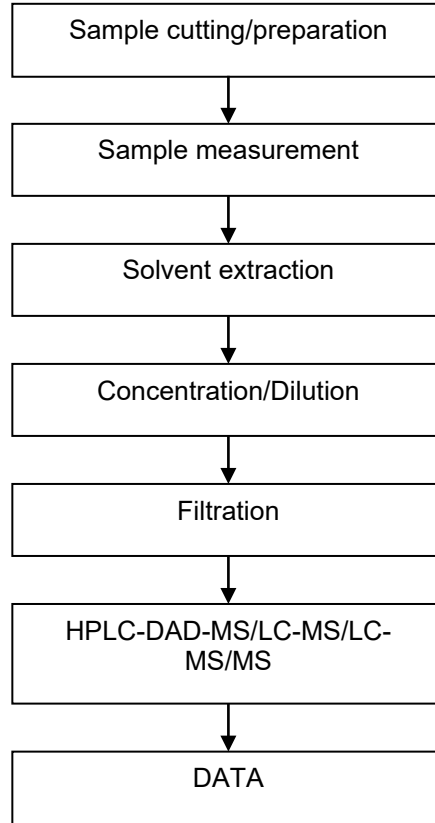 Sample cutting/preparation
Sample measurement
Solvent extraction
Concentration/Dilution
Filtration
HPLC-DAD-MS/LC-MS/LC-
MS/MS
DATA